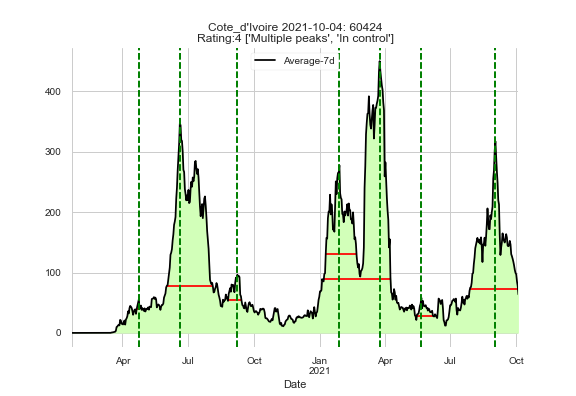 Cote_d'Ivoire 2021-10-04: 60424
Rating:4 ['Multiple peaks', 'In control']
Average-7d
400
300
200
100
0
Apr Jul Oct Jan Apr Jul Oct
2021
Date